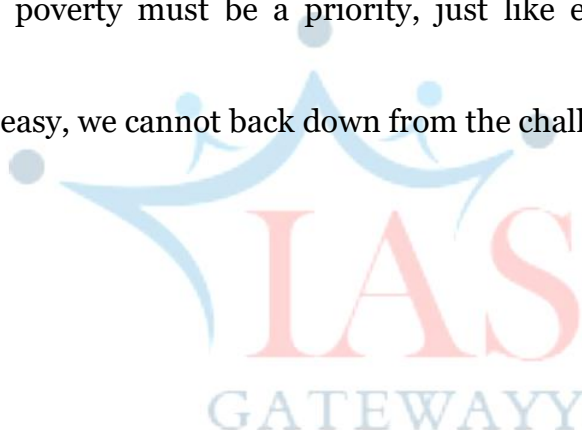 poverty must be a priority, just like e
easy, we cannot back down from the chall
IAS
GATEWAYY